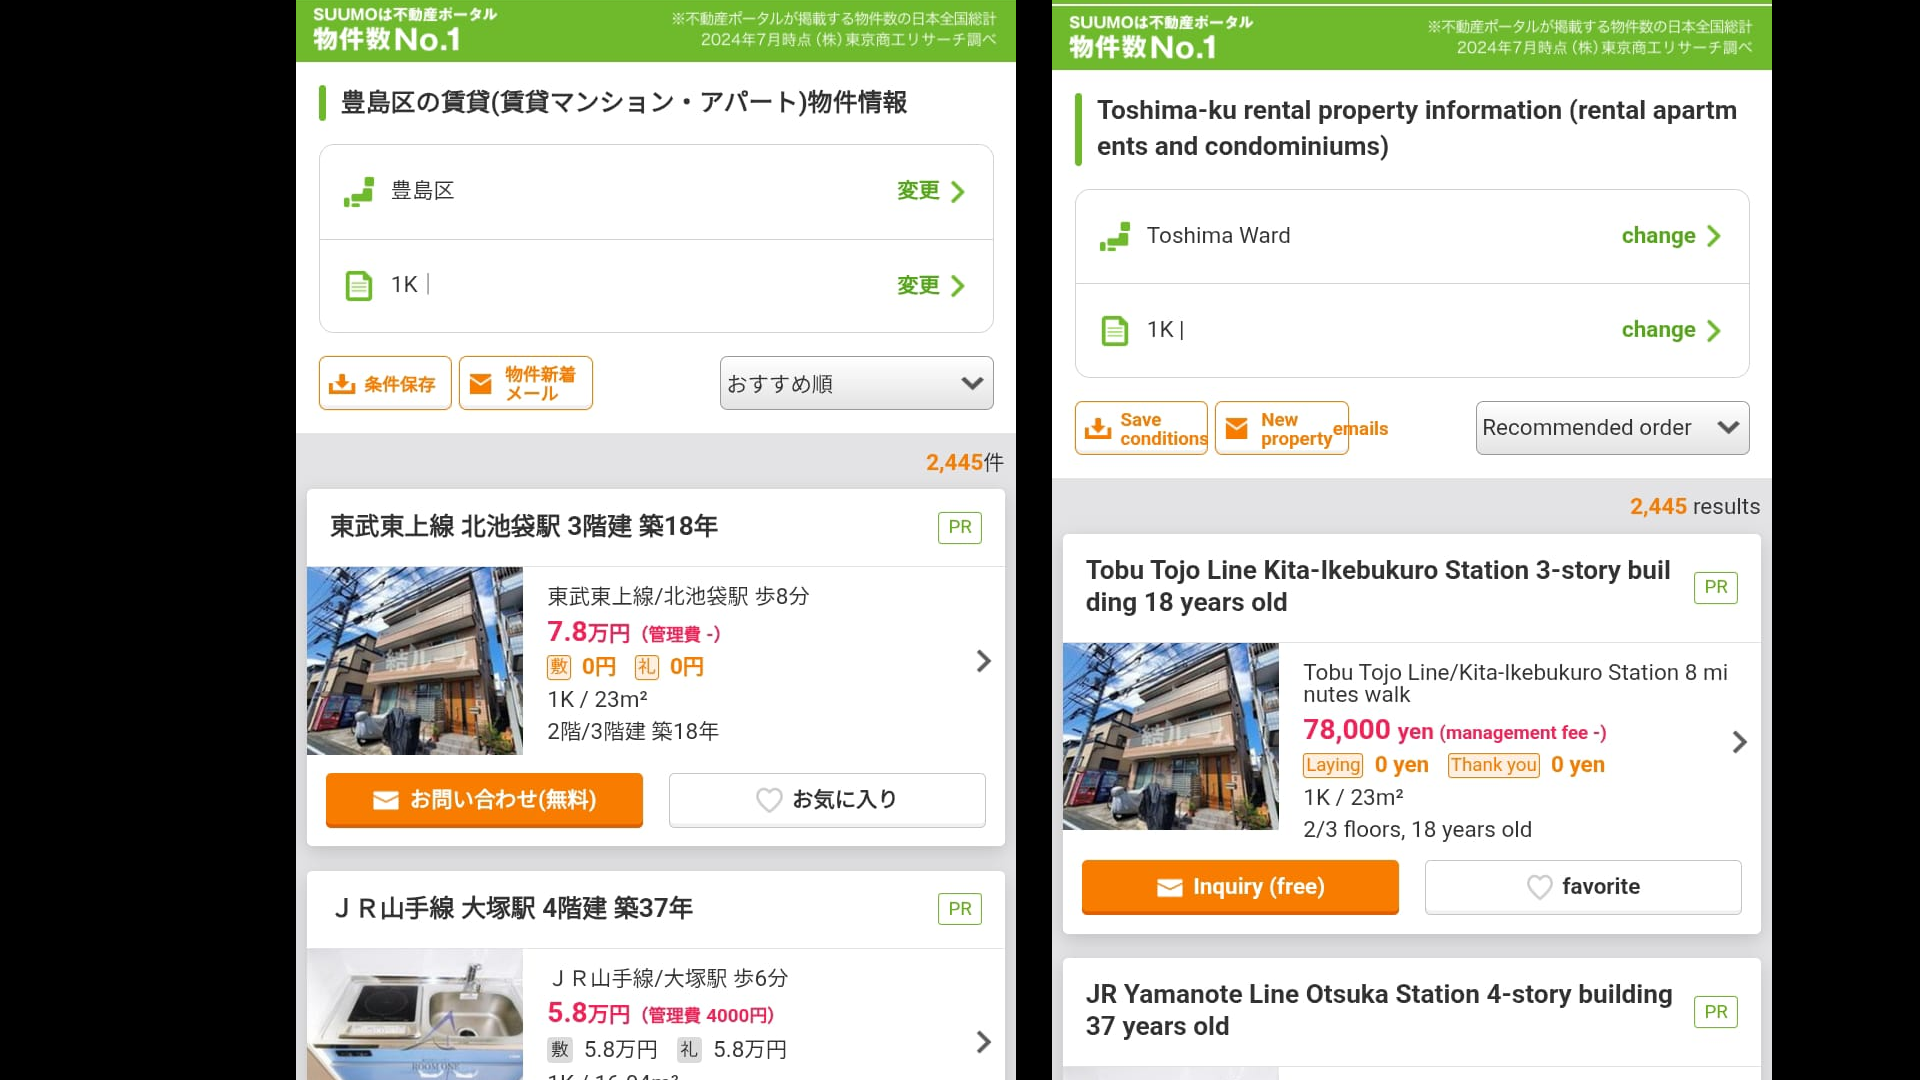 SUUMOは不動産ポータル
物件数No.1
※不動産ポータルが掲載する物件数の日本全国総計
2024年7月時点（株）東京商工リサーチ調べ
豊島区の賃貸(賃貸マンション・アパート)物件情報
豊島区
変更
1K｜
変更
条件保存
物件新着
メール
おすすめ順
2,445件
東武東上線 北池袋駅 3階建 築18年
PR
東武東上線/北池袋駅 歩8分
7.8万円（管理費 -）
敷 0円 礼 0円
1K / 23m²
2階/3階建 築18年
お問い合わせ(無料)
お気に入り
ＪＲ山手線 大塚駅 4階建 築37年
PR
ＪＲ山手線/大塚駅 歩6分
5.8万円（管理費 4000円）
敷 5.8万円 礼 5.8万円
ROOM ONE
SUUMOは不動産ポータル
物件数No.1
※不動産ポータルが掲載する物件数の日本全国総計
2024年7月時点（株）東京商工リサーチ調べ
Toshima-ku rental property information (rental apartm
ents and condominiums)
Toshima Ward
change
1K |
change
Save
conditions
New
property emails
Recommended order
2,445 results
Tobu Tojo Line Kita-Ikebukuro Station 3-story buil
ding 18 years old
PR
Tobu Tojo Line/Kita-Ikebukuro Station 8 mi
nutes walk
78,000 yen (management fee -)
Laying 0 yen Thank you 0 yen
1K / 23m²
2/3 floors, 18 years old
Inquiry (free)
favorite
JR Yamanote Line Otsuka Station 4-story building
37 years old
PR